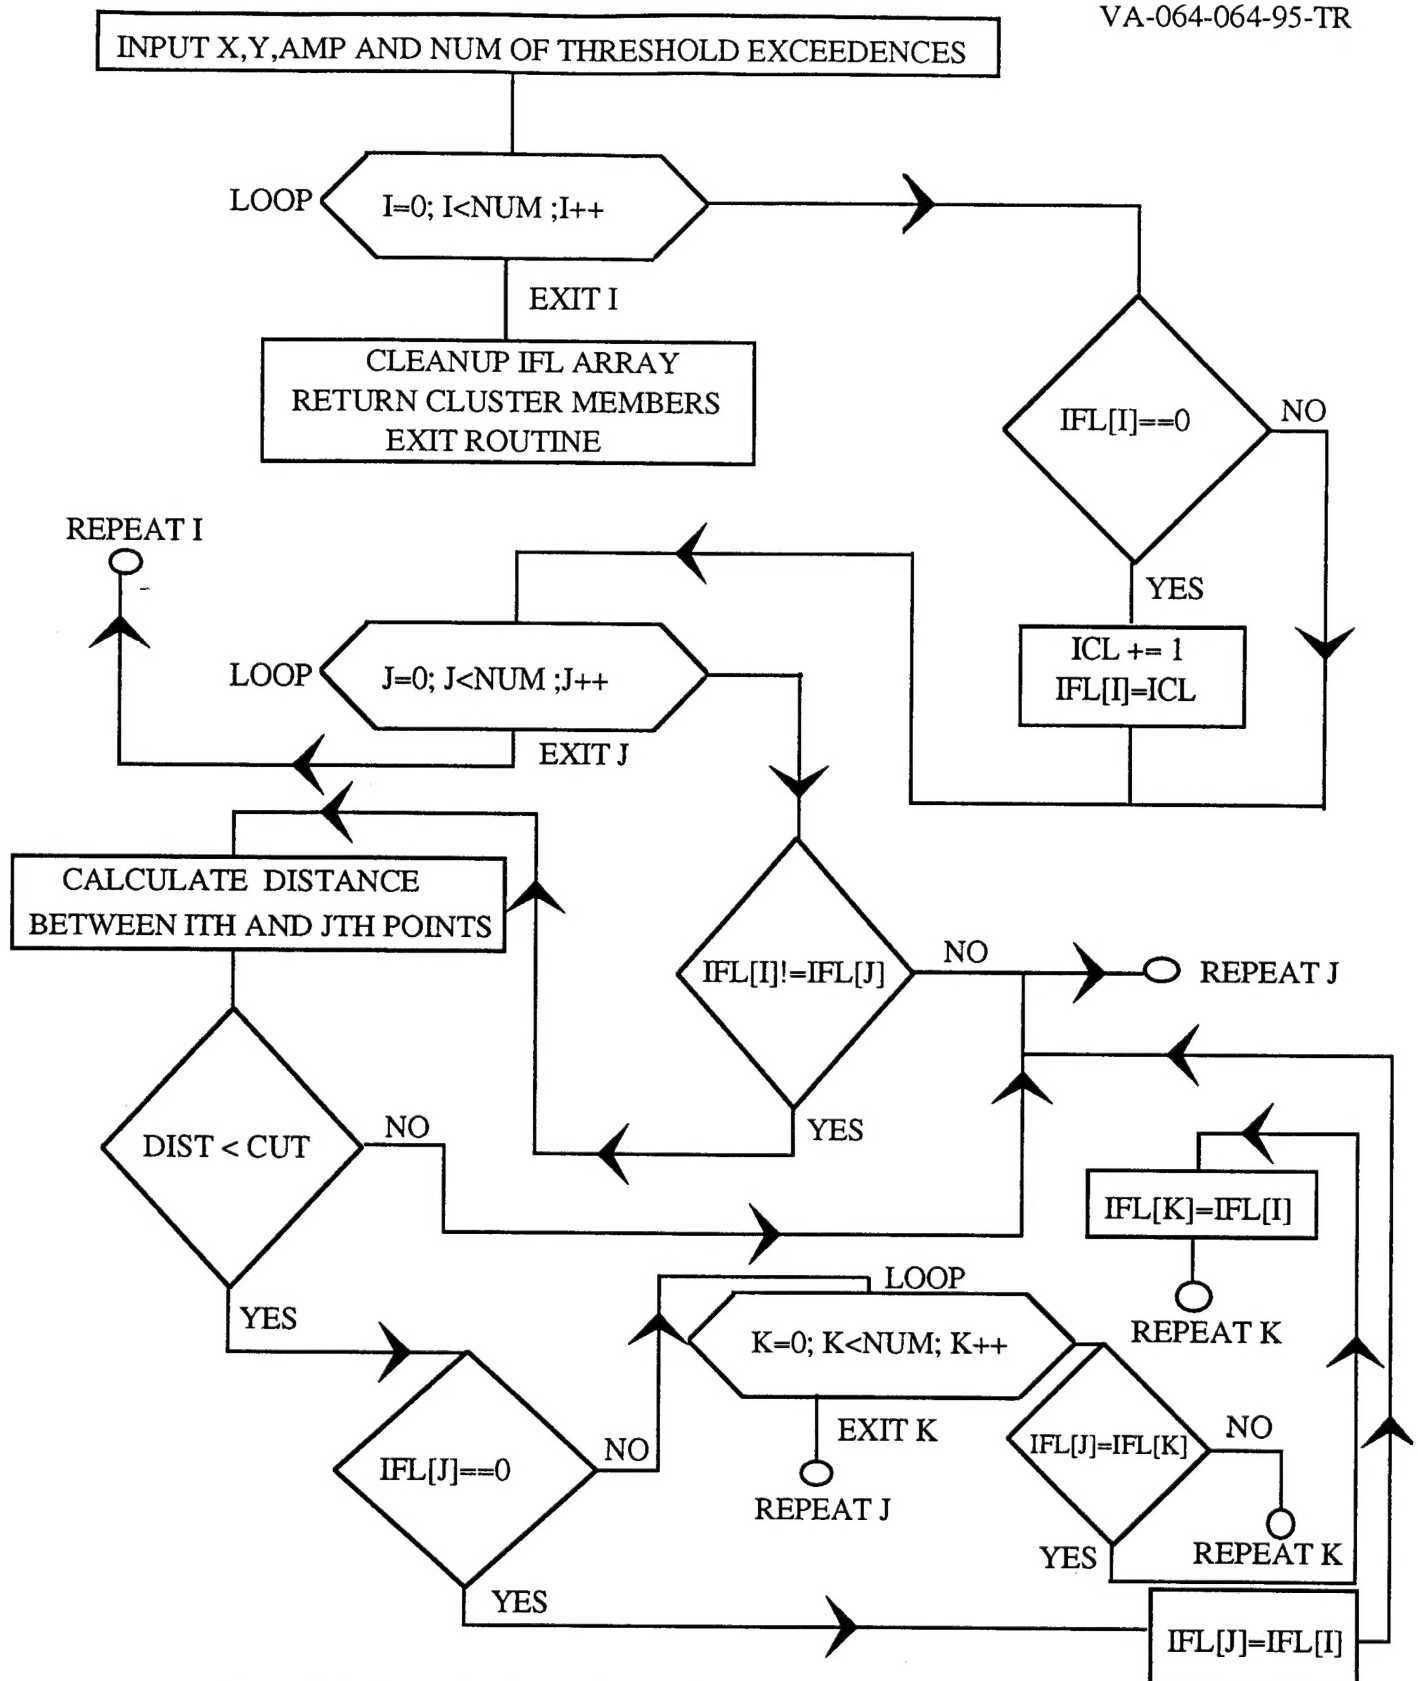 VA-064-064-95-TR
INPUT X,Y,AMP AND NUM OF THRESHOLD EXCEEDENCES
LOOP
I=0; I<NUM ;I++
EXIT I
CLEANUP IFL ARRAY
RETURN CLUSTER MEMBERS
EXIT ROUTINE
IFL[I]==0
NO
YES
ICL += 1
IFL[I]=ICL
REPEAT I
LOOP
J=0; J<NUM ;J++
EXIT J
CALCULATE DISTANCE
BETWEEN ITH AND JTH POINTS
IFL[I]!=IFL[J]
NO
REPEAT J
YES
DIST < CUT
NO
YES
IFL[K]=IFL[I]
REPEAT K
LOOP
K=0; K<NUM; K++
EXIT K
REPEAT J
IFL[J]=IFL[K]
NO
REPEAT K
YES
IFL[J]==0
NO
YES
IFL[J]=IFL[I]